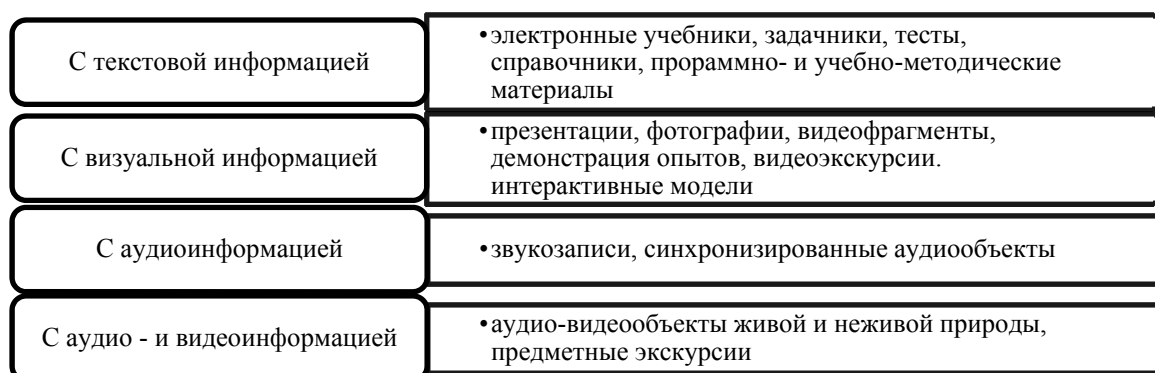 С текстовой информацией
•электронные учебники, задачники, тесты,
справочники, прораммно- и учебно-методические
материалы
С визуальной информацией
•презентации, фотографии, видеофрагменты,
демонстрация опытов, видеоэкскурсии.
интерактивные модели
С аудиоинформацией
•звукозаписи, синхронизированные аудиообъекты
С аудио - и видеоинформацией
•аудио-видеообъекты живой и неживой природы,
предметные экскурсии